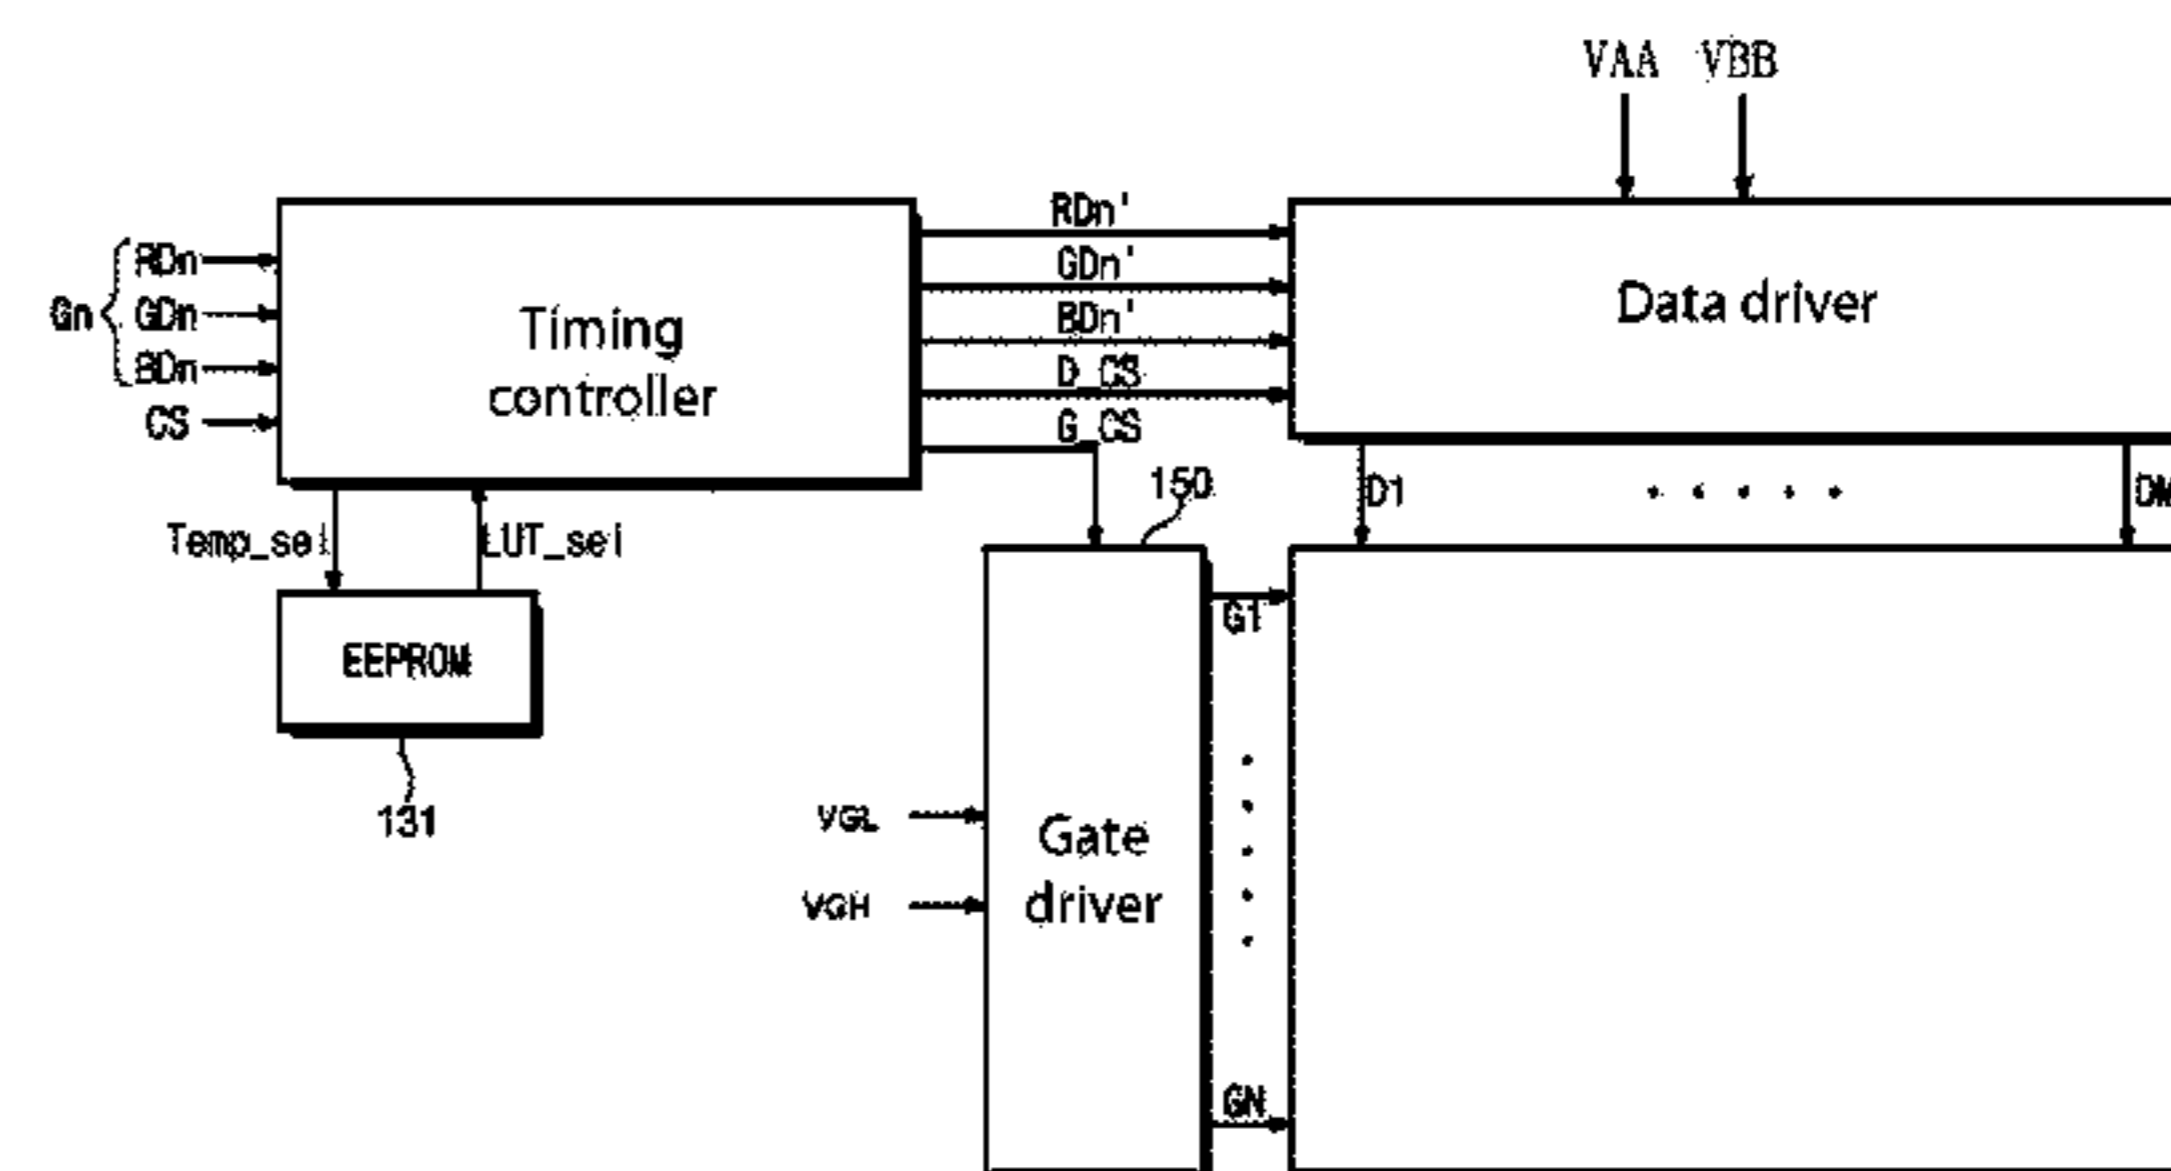 VAA VBB
RDn'
GDn'
BDn'
D_CS
G_CS
Gn
RDn
GDn
BDn
CS
Timing
controller
Data driver
150
D1
DM
Temp_sel
LUT_sel
EEPROM
131
G1
VGL
VGH
Gate
driver
GN